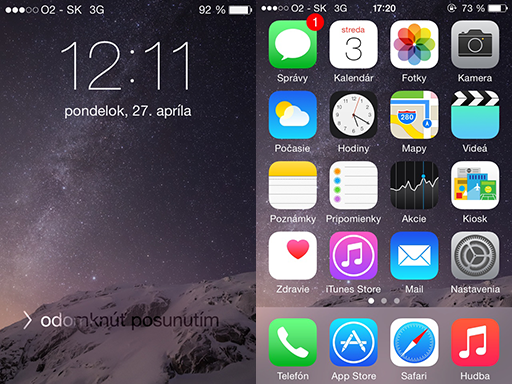 O2 - SK 3G 92 %
12:11
pondelok, 27. apríla
odomknúť posunutím
O2 - SK 3G 17:20 73 %
1
streda
3
280
Správy Kalendár Fotky Kamera
Počasie Hodiny Mapy Videá
Poznámky Pripomienky Akcie Kiosk
Zdravie iTunes Store Mail Nastavenia
Telefón App Store Safari Hudba